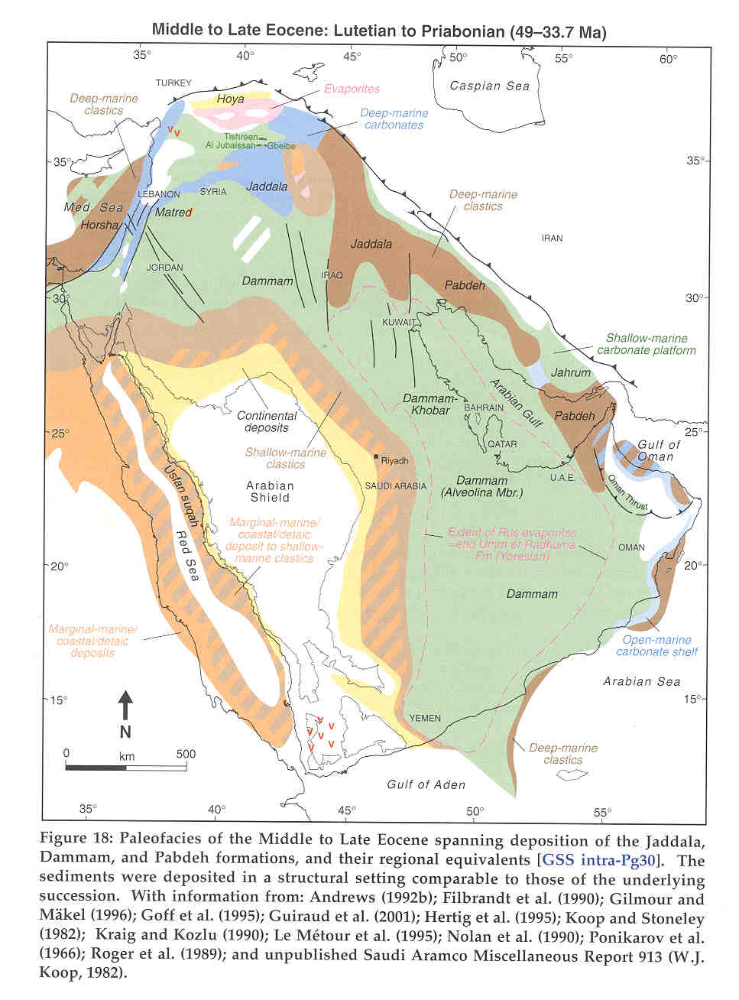 Middle to Late Eocene: Lutetian to Priabonian (49–33.7 Ma)
35°
40°
45°
50°
55°
60°
TURKEY
Hoya
Evaporites
Caspian Sea
Deep-marine
clastics
Deep-marine
carbonates
v
v
Tishreen
Al Jubaissah
Gbeibe
35°
35°
LEBANON
SYRIA
Jaddala
Deep-marine
clastics
Med. Sea
Matred
Horsha
IRAN
Jaddala
JORDAN
Dammam
IRAQ
Pabdeh
30°
30°
KUWAIT
Shallow-marine
carbonate platform
Jahrum
Arabian Gulf
Dammam-
Khobar
BAHRAIN
Pabdeh
Continental
deposits
25°
25°
QATAR
Gulf of
Oman
Shallow-marine
clastics
Riyadh
U.A.E.
Usfan suqah
Arabian
Shield
SAUDI ARABIA
Dammam
(Alveolina Mbr.)
Oman Thrust
Marginal-marine/
coastal/detaic
deposit to shallow-
marine clastics
Extent of Rus evaporites
=end Umm er Radhuma
Fm (Ypresian)
Red Sea
OMAN
20°
20°
Dammam
Marginal-marine/
coastal/detaic
deposits
Open-marine
carbonate shelf
Arabian Sea
15°
15°
N
YEMEN
v
v
v
v
v
v
0
km
500
Deep-marine
clastics
Gulf of Aden
35°
40°
45°
50°
55°
Figure 18: Paleofacies of the Middle to Late Eocene spanning deposition of the Jaddala,
Dammam, and Pabdeh formations, and their regional equivalents [GSS intra-Pg30]. The
sediments were deposited in a structural setting comparable to those of the underlying
succession. With information from: Andrews (1992b); Filbrandt et al. (1990); Gilmour and
Mäkel (1996); Goff et al. (1995); Guiraud et al. (2001); Hertig et al. (1995); Koop and Stoneley
(1982); Kraig and Kozlu (1990); Le Métour et al. (1995); Nolan et al. (1990); Ponikarov et al.
(1966); Roger et al. (1989); and unpublished Saudi Aramco Miscellaneous Report 913 (W.J.
Koop, 1982).